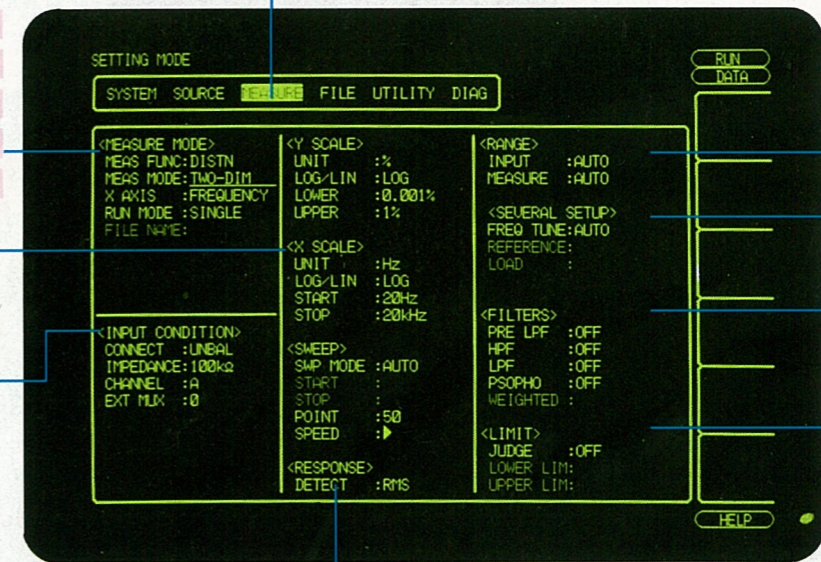 SETTING MODE
RUN
DATA
SYSTEM SOURCE MEASURE FILE UTILITY DIAG
<MEASURE MODE>
MEAS FUNC:DISTN
MEAS MODE:TWO-DIM
X AXIS :FREQUENCY
RUN MODE :SINGLE
FILE NAME:
<INPUT CONDITION>
CONNECT :UNBAL
IMPEDANCE:100kΩ
CHANNEL :A
EXT MUX :0
<Y SCALE>
UNIT :%
LOG/LIN :LOG
LOWER :0.001%
UPPER :1%
<X SCALE>
UNIT :Hz
LOG/LIN :LOG
START :20Hz
STOP :20kHz
<SWEEP>
SWP MODE :AUTO
START :
STOP :
POINT :50
SPEED :▶
<RESPONSE>
DETECT :RMS
<RANGE>
INPUT :AUTO
MEASURE :AUTO
<SEVERAL SETUP>
FREQ TUNE:AUTO
REFERENCE:
LOAD :
<FILTERS>
PRE LPF :OFF
HPF :OFF
LPF :OFF
PSOPHO :OFF
WEIGHTED :
<LIMIT>
JUDGE :OFF
LOWER LIM:
UPPER LIM:
HELP